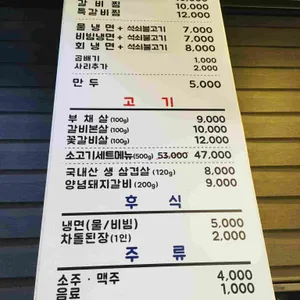 갈 비 찜 10,000
특갈비찜 12,000
물 냉 면 + 석쇠불고기 7,000
비빔냉면 + 석쇠불고기 7,000
회 냉 면 + 석쇠불고기 8,000
곱배기 1,000
사리추가 2,000
만 두 5,000
고 기
부 채 살 (100g) 9,000
갈비본살 (100g) 10,000
꽃갈비살 (100g) 12,000
소고기세트메뉴(500g) 53,000 47,000
국내산 생 삼겹살 (120g) 8,000
양념돼지갈비 (200g) 9,000
후 식
냉면(물/비빔) 5,000
차돌된장(1인) 2,000
주 류
소주 · 맥주 4,000
음료 1,000